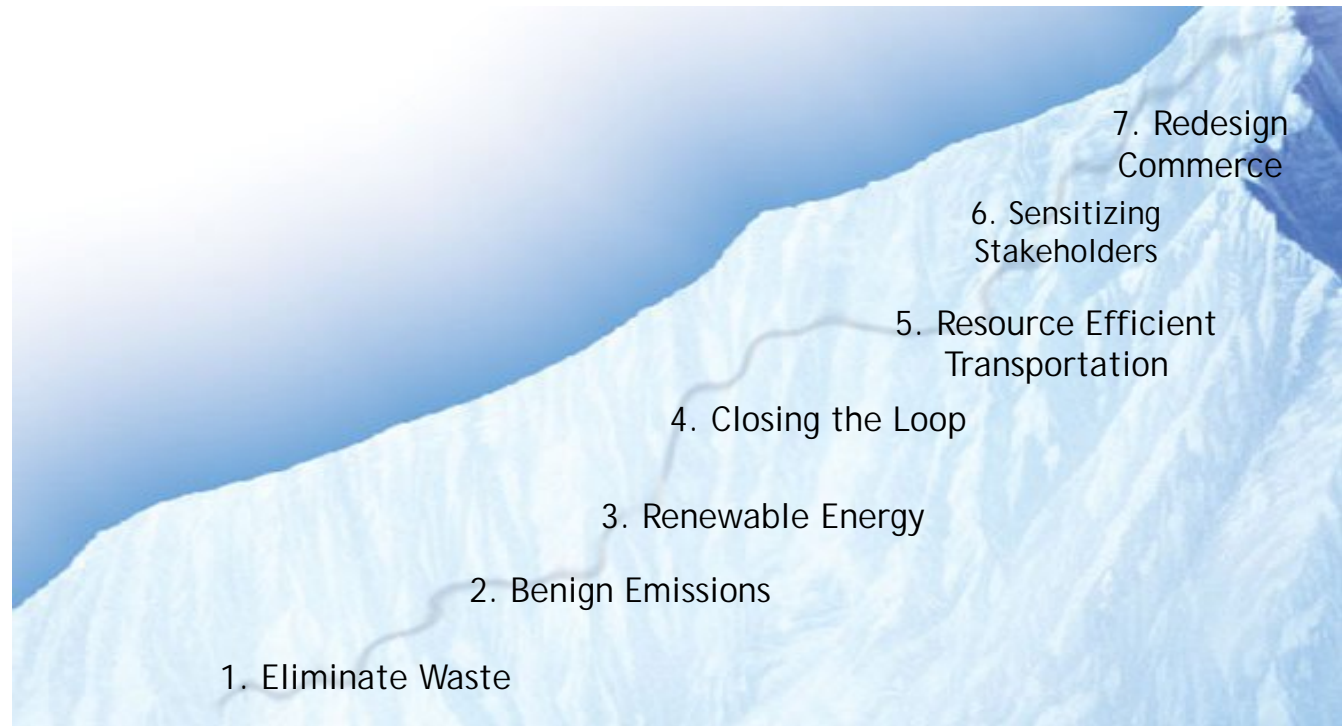 7. Redesign
Commerce
6. Sensitizing
Stakeholders
5. Resource Efficient
Transportation
4. Closing the Loop
3. Renewable Energy
2. Benign Emissions
1. Eliminate Waste